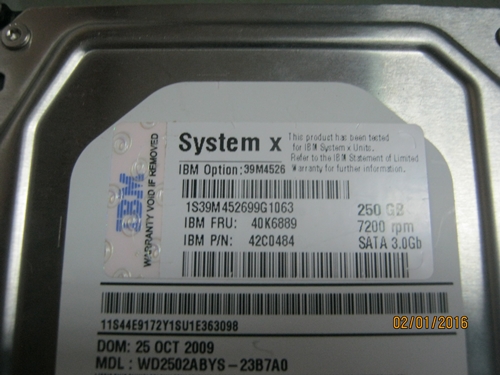 System x
This product has been tested
for IBM System x Units.
Refer to the IBM Statement of Limited
Warranty for further information.
IBM
WARRANTY VOID IF REMOVED
IBM Option: 39M4526
1S39M452699G1063
250 GB
IBM FRU: 40K6889
7200 rpm
IBM P/N: 42C0484
SATA 3.0Gb
11S44E9172Y1SU1E363098
DOM: 25 OCT 2009
MDL: WD2502ABYS-23B7A0
02/01/2016